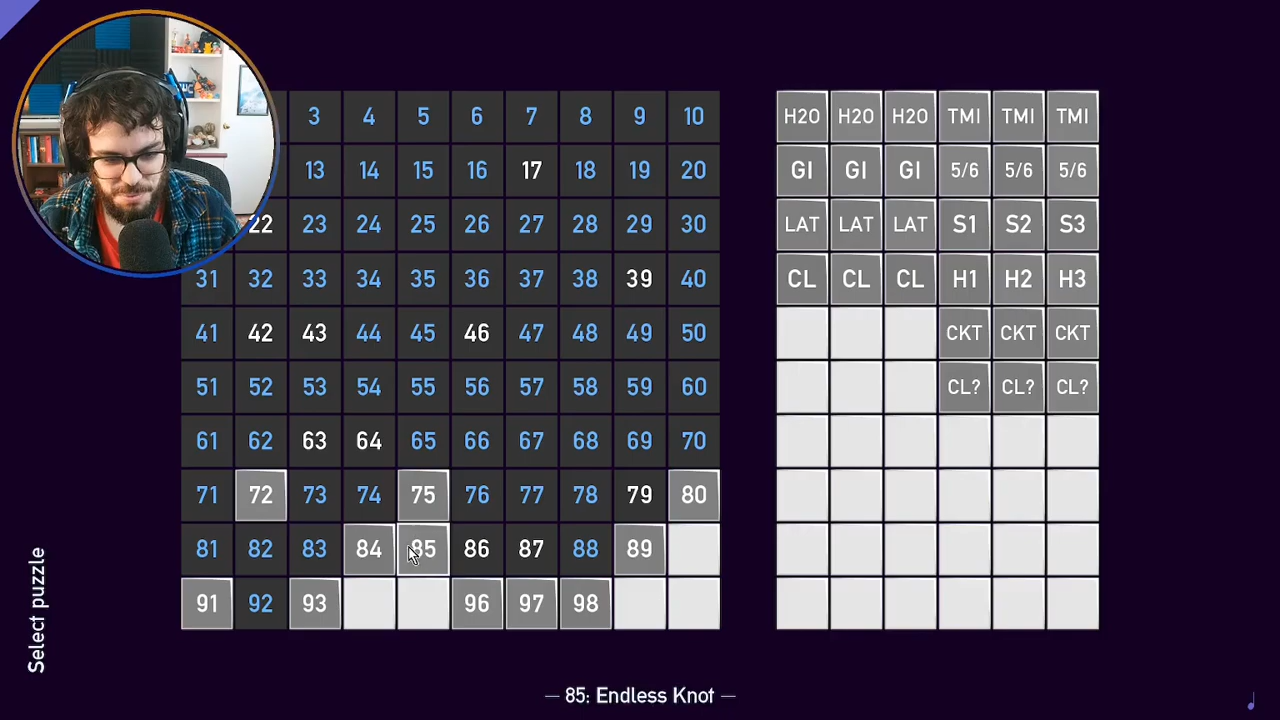 3 4 5 6 7 8 9 10 H2O H2O H2O TMI TMI TMI
13 14 15 16 17 18 19 20 GI GI GI 5/6 5/6 5/6
22 23 24 25 26 27 28 29 30 LAT LAT LAT S1 S2 S3
31 32 33 34 35 36 37 38 39 40 CL CL CL H1 H2 H3
41 42 43 44 45 46 47 48 49 50 CKT CKT CKT
51 52 53 54 55 56 57 58 59 60 CL? CL? CL?
61 62 63 64 65 66 67 68 69 70
71 72 73 74 75 76 77 78 79 80
81 82 83 84 85 86 87 88 89
91 92 93 96 97 98
Select puzzle
— 85: Endless Knot —